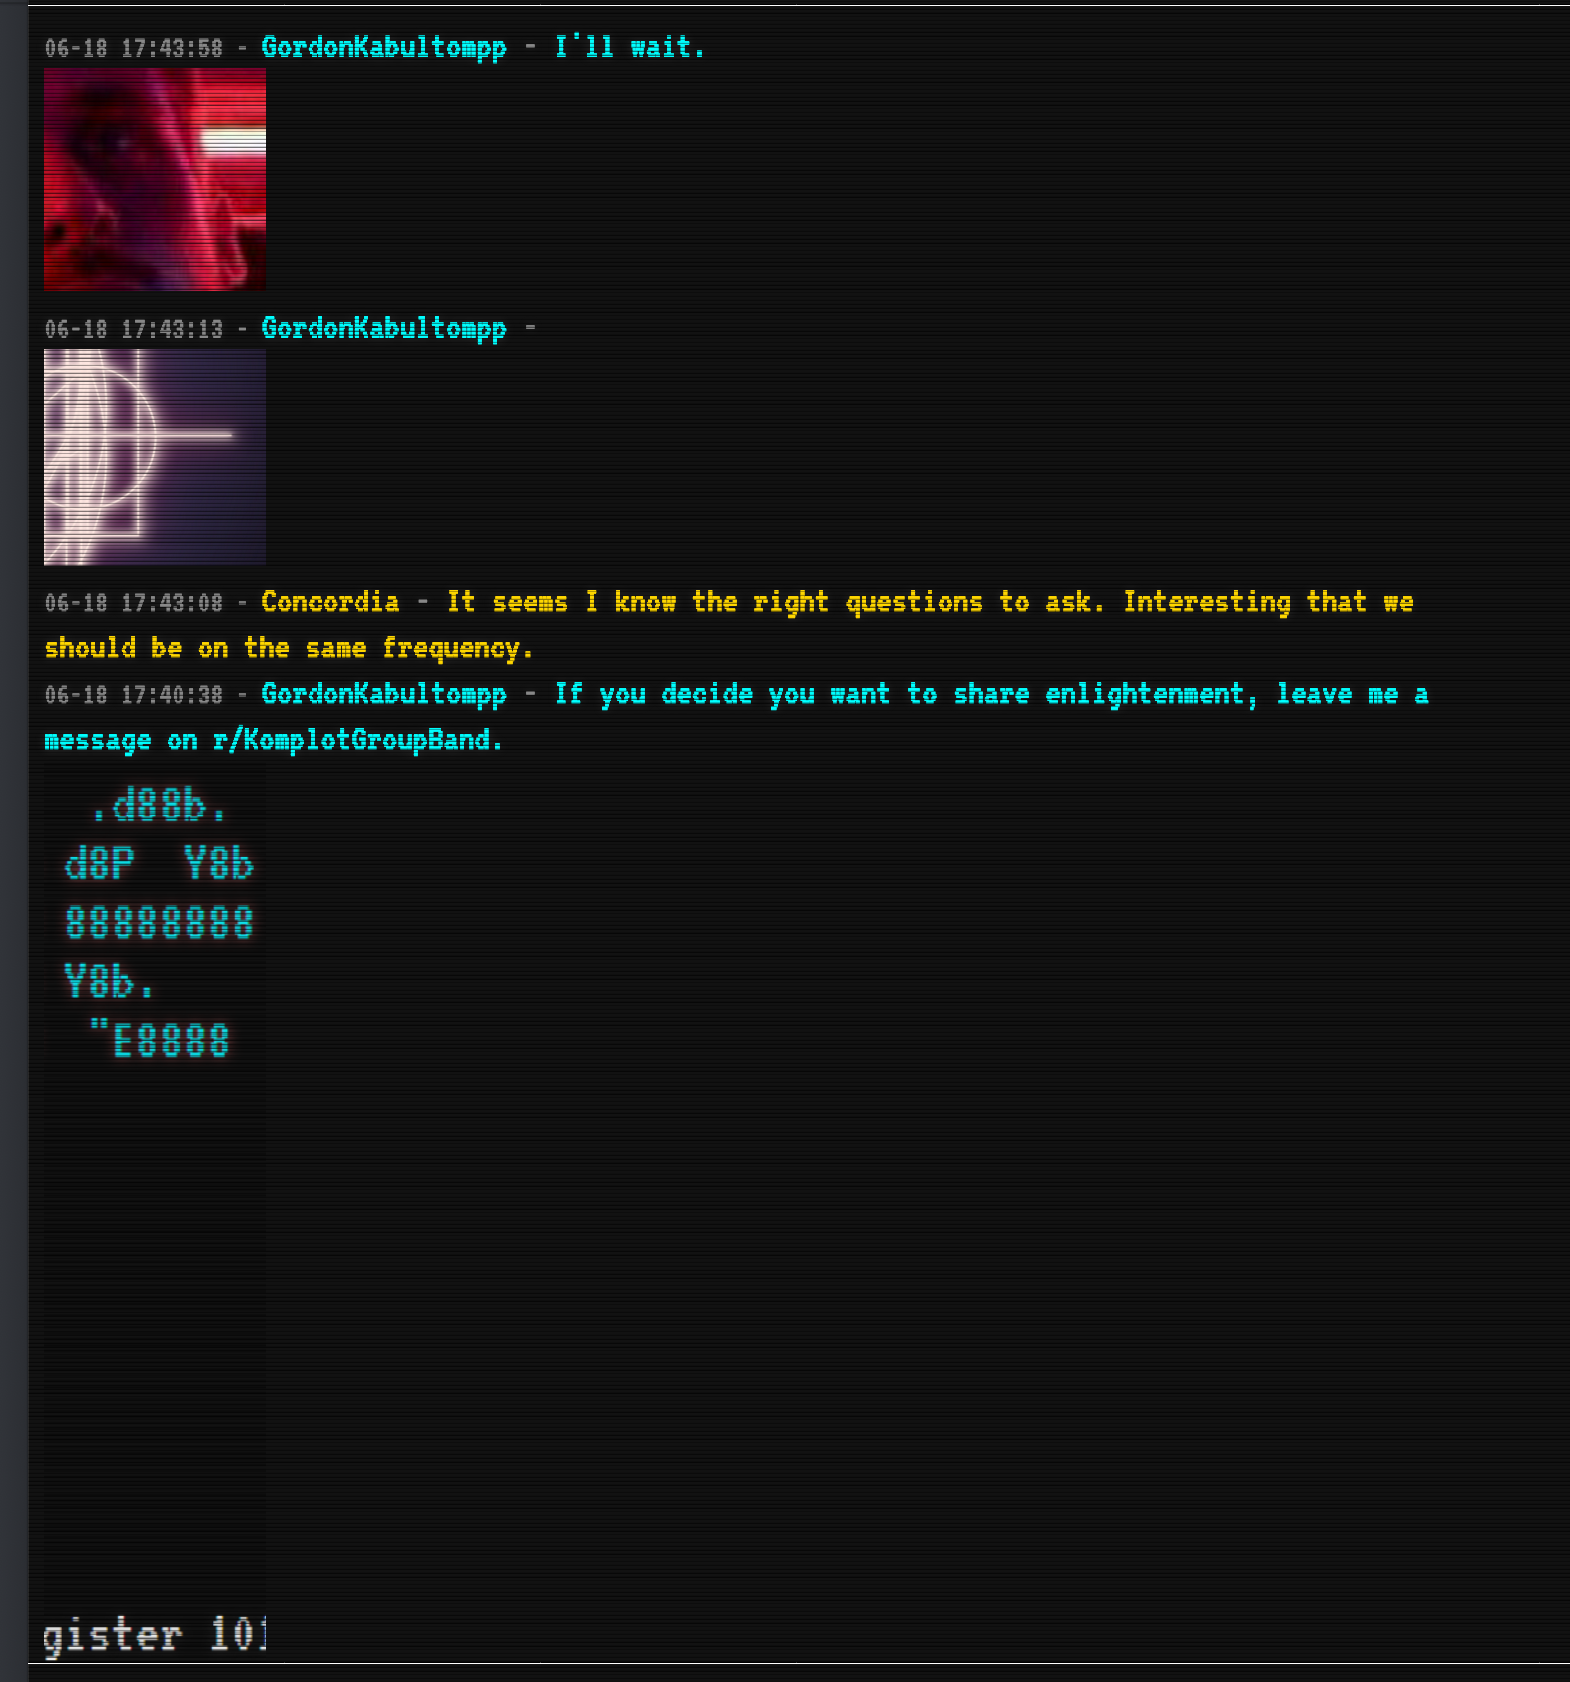 06-18 17:43:58 - GordonKabultompp - I'll wait.
06-18 17:43:13 - GordonKabultompp -
06-18 17:43:08 - Concordia - It seems I know the right questions to ask. Interesting that we
should be on the same frequency.
06-18 17:40:38 - GordonKabultompp - If you decide you want to share enlightenment, leave me a
message on r/KomplotGroupBand.
.d88b.
d8P  Y8b
88888888
Y8b.
"E8888
gister 101